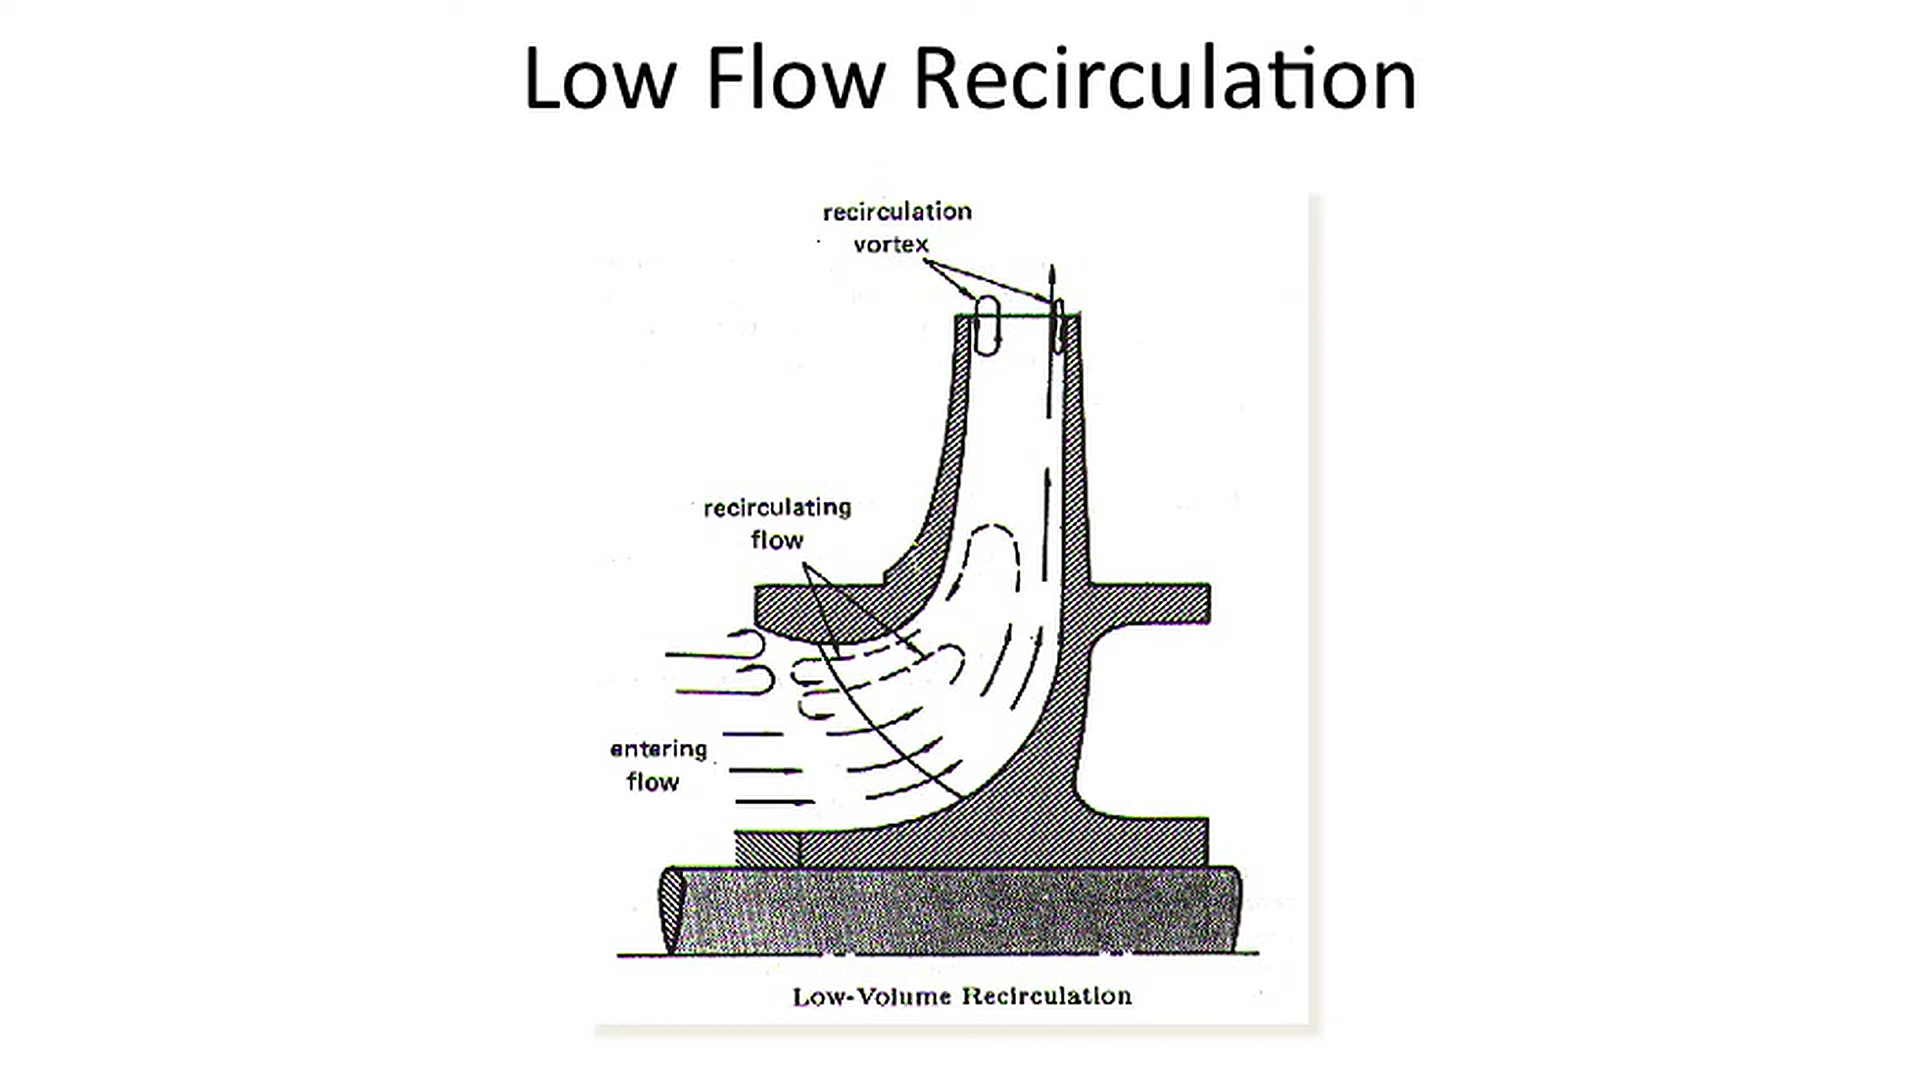 Low Flow Recirculation
recirculation
vortex
recirculating
flow
entering
flow
Low-Volume Recirculation